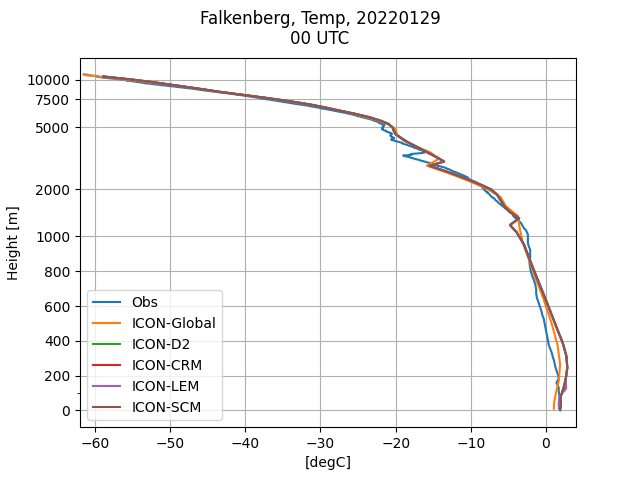 Falkenberg, Temp, 20220129
00 UTC
10000
7500
5000
2000
1000
800
600
400
200
0
Height [m]
Obs
ICON-Global
ICON-D2
ICON-CRM
ICON-LEM
ICON-SCM
−60 −50 −40 −30 −20 −10 0
[degC]